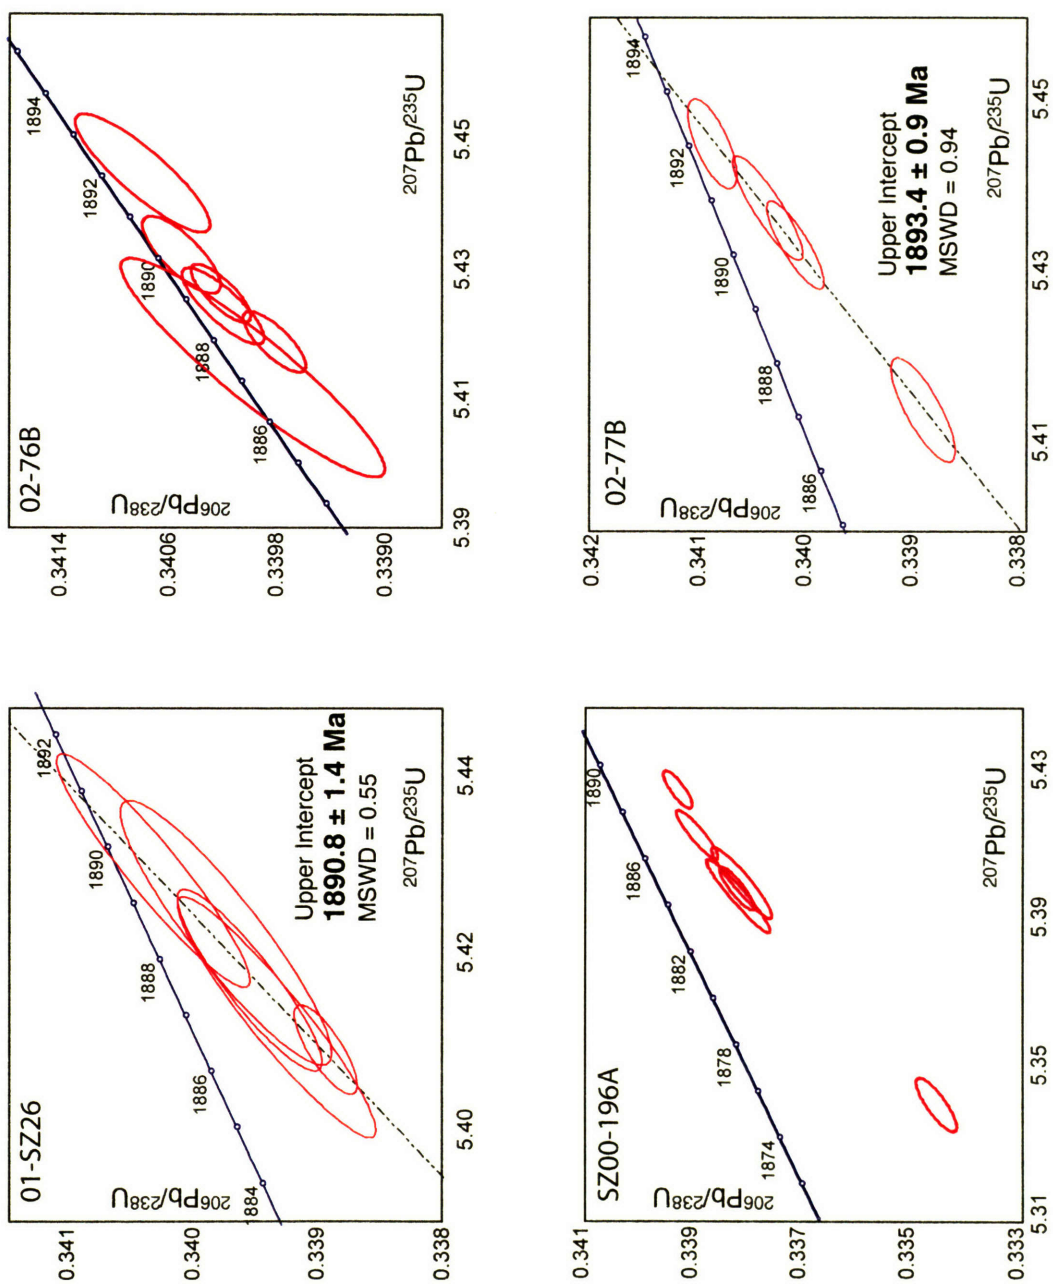 01-SZ26
²⁰⁶Pb/²³⁸U
0.341
0.340
0.339
0.338
1884
1886
1888
1890
1892
Upper Intercept
1890.8 ± 1.4 Ma
MSWD = 0.55
5.40
5.42
5.44
²⁰⁷Pb/²³⁵U
02-76B
²⁰⁶Pb/²³⁸U
0.3414
0.3406
0.3398
0.3390
1886
1888
1890
1892
1894
5.39
5.41
5.43
5.45
²⁰⁷Pb/²³⁵U
SZ00-196A
²⁰⁶Pb/²³⁸U
0.341
0.339
0.337
0.335
0.333
1874
1878
1882
1886
1890
5.31
5.35
5.39
5.43
²⁰⁷Pb/²³⁵U
02-77B
²⁰⁶Pb/²³⁸U
0.342
0.341
0.340
0.339
0.338
1886
1888
1890
1892
1894
Upper Intercept
1893.4 ± 0.9 Ma
MSWD = 0.94
5.41
5.43
5.45
²⁰⁷Pb/²³⁵U